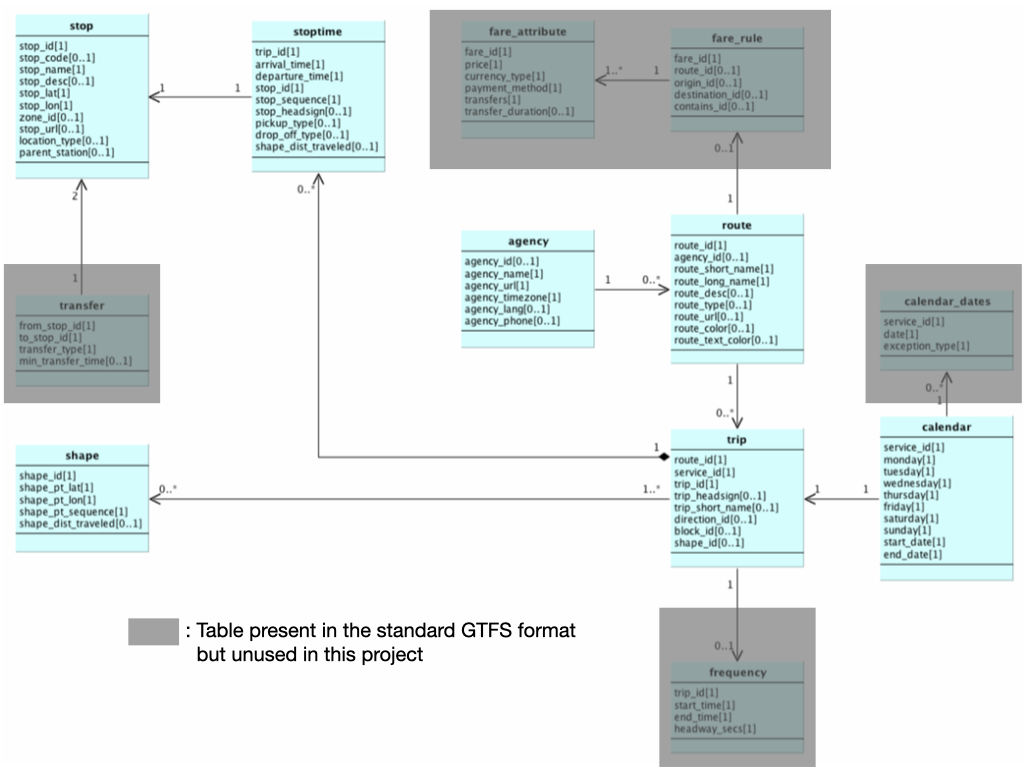 stop
stop_id[1]
stop_code[0..1]
stop_name[1]
stop_desc[0..1]
stop_lat[1]
stop_lon[1]
zone_id[0..1]
stop_url[0..1]
location_type[0..1]
parent_station[0..1]
1
1
stoptime
trip_id[1]
arrival_time[1]
departure_time[1]
stop_id[1]
stop_sequence[1]
stop_headsign[0..1]
pickup_type[0..1]
drop_off_type[0..1]
shape_dist_traveled[0..1]
0..*
fare_attribute
fare_id[1]
price[1]
currency_type[1]
payment_method[1]
transfers[1]
transfer_duration[0..1]
1..*
1
fare_rule
fare_id[1]
route_id[0..1]
origin_id[0..1]
destination_id[0..1]
contains_id[0..1]
0..1
1
2
1
transfer
from_stop_id[1]
to_stop_id[1]
transfer_type[1]
min_transfer_time[0..1]
agency
agency_id[0..1]
agency_name[1]
agency_url[1]
agency_timezone[1]
agency_lang[0..1]
agency_phone[0..1]
1
0..*
route
route_id[1]
agency_id[0..1]
route_short_name[1]
route_long_name[1]
route_desc[0..1]
route_type[0..1]
route_url[0..1]
route_color[0..1]
route_text_color[0..1]
1
0..*
calendar_dates
service_id[1]
date[1]
exception_type[1]
0..*
1
shape
shape_id[1]
shape_pt_lat[1]
shape_pt_lon[1]
shape_pt_sequence[1]
shape_dist_traveled[0..1]
0..*
1
1..*
trip
route_id[1]
service_id[1]
trip_id[1]
trip_headsign[0..1]
trip_short_name[0..1]
direction_id[0..1]
block_id[0..1]
shape_id[0..1]
1
1
calendar
service_id[1]
monday[1]
tuesday[1]
wednesday[1]
thursday[1]
friday[1]
saturday[1]
sunday[1]
start_date[1]
end_date[1]
1
0..1
frequency
trip_id[1]
start_time[1]
end_time[1]
headway_secs[1]
: Table present in the standard GTFS format
but unused in this project